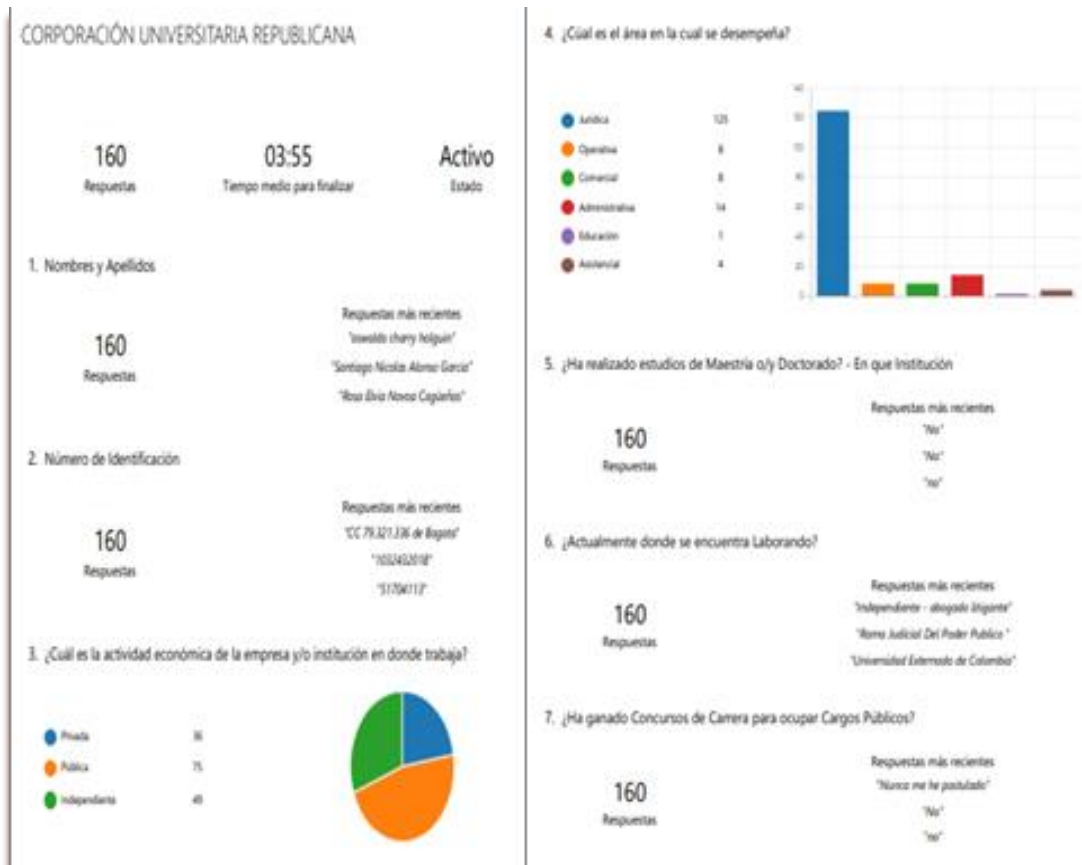 CORPORACIÓN UNIVERSITARIA REPUBLICANA
160
Respuestas
03:55
Tiempo medio para finalizar
Activo
Estado
1. Nombres y Apellidos
160
Respuestas
Respuestas más recientes
"oswaldo charry holguin"
"Santiago Nicolas Alonso Garcia"
"Rosa Elvia Novoa Cagüeñas"
2. Número de Identificación
160
Respuestas
Respuestas más recientes
"CC 79.321.336 de Bogotá"
"51704113"
3. ¿Cuál es la actividad económica de la empresa y/o institución en donde trabaja?
Privada 36
Pública 75
Independiente 49
4. ¿Cúal es el área en la cual se desempeña?
Jurídica 125
Operativa 8
Comercial 8
Administrativa 14
Educación 1
Asistencial 4
5. ¿Ha realizado estudios de Maestría o/y Doctorado? - En que Institución
160
Respuestas
Respuestas más recientes
"No"
"No"
"no"
6. ¿Actualmente donde se encuentra Laborando?
160
Respuestas
Respuestas más recientes
"Independiente - abogado litigante"
"Rama Judicial Del Poder Publico "
"Universidad Externado de Colombia"
7. ¿Ha ganado Concursos de Carrera para ocupar Cargos Públicos?
160
Respuestas
Respuestas más recientes
"Nunca me he postulado"
"No"
"no"